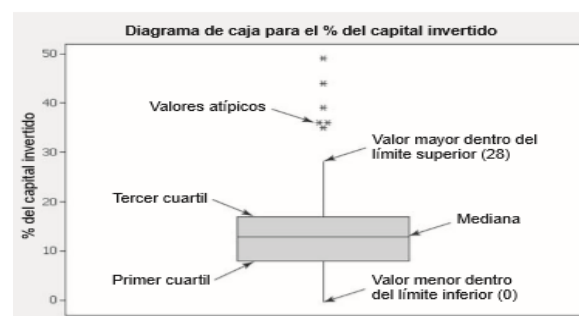 Diagrama de caja para el % del capital invertido
% del capital invertido
50
40
30
20
10
0
Valores atípicos
Valor mayor dentro del
límite superior (28)
Tercer cuartil
Mediana
Primer cuartil
Valor menor dentro
del límite inferior (0)